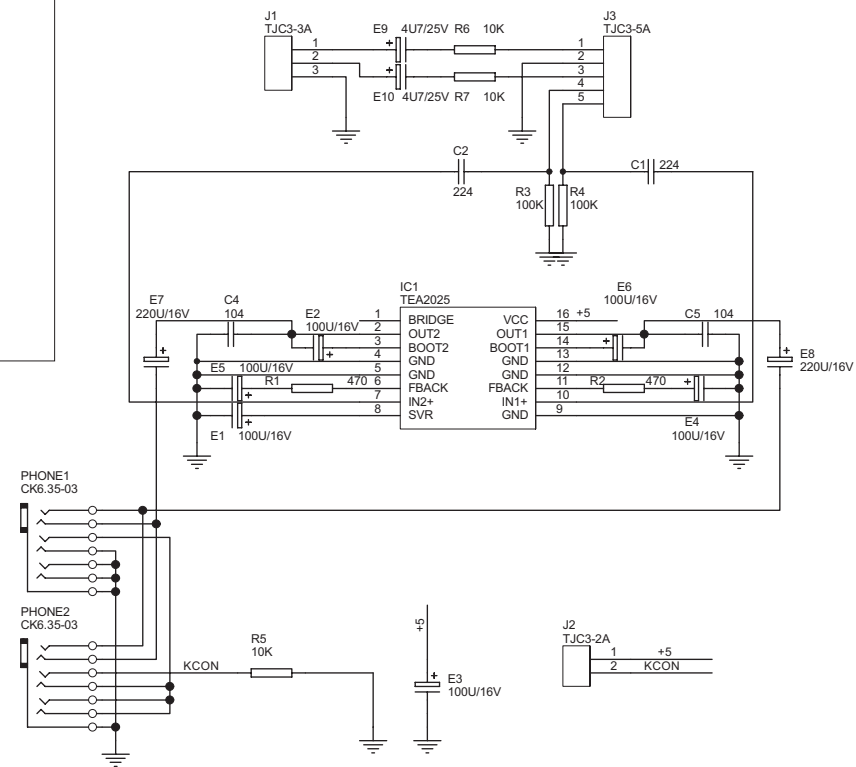 J1
TJC3-3A
1
2
3
E9 4U7/25V R6 10K
E10 4U7/25V R7 10K
J3
TJC3-5A
1
2
3
4
5
C2
224
C1 224
R3
100K
R4
100K
IC1
TEA2025
E7
220U/16V
C4
104
E2
100U/16V
E6
100U/16V
C5 104
E8
220U/16V
1 BRIDGE
2 OUT2
3 BOOT2
4 GND
5 GND
6 FBACK
7 IN2+
8 SVR
VCC 16 +5
OUT1 15
BOOT1 14
GND 13
GND 12
FBACK 11
IN1+ 10
GND 9
E5 100U/16V
R1 470
R2 470
E1 100U/16V
E4
100U/16V
PHONE1
CK6.35-03
PHONE2
CK6.35-03
KCON
R5
10K
+5
E3
100U/16V
J2
TJC3-2A
1 +5
2 KCON